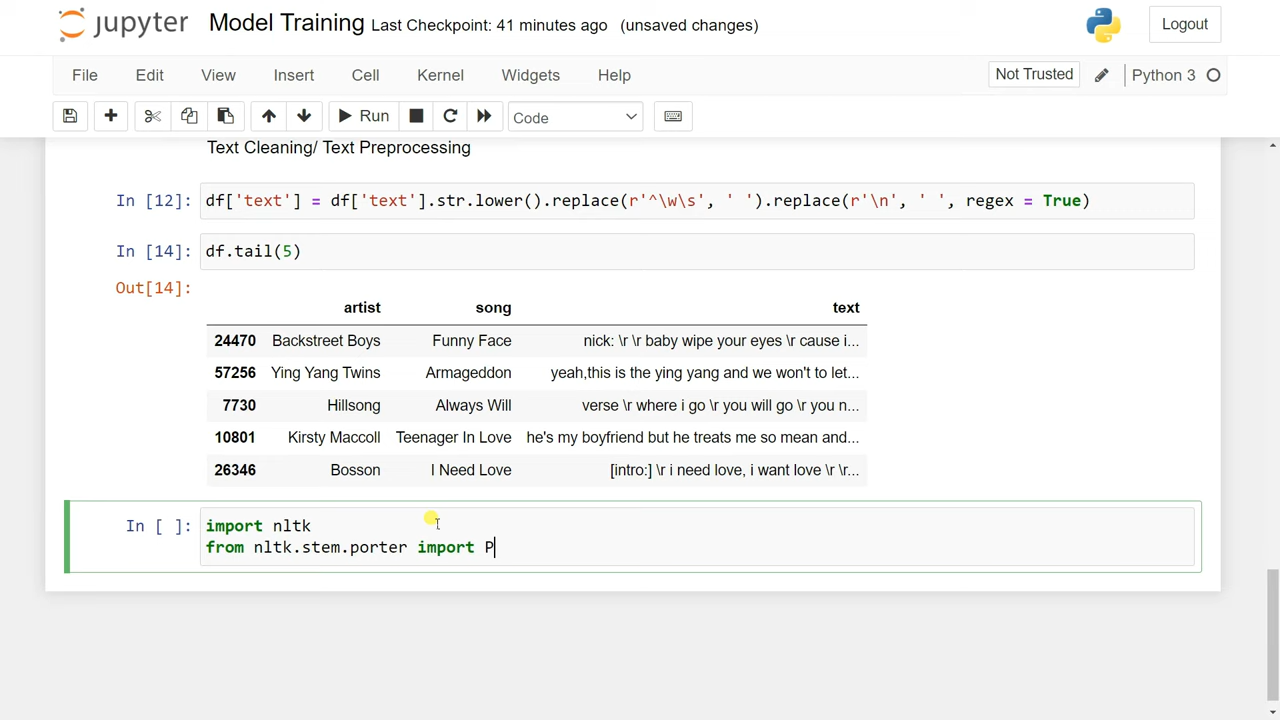 jupyter Model Training Last Checkpoint: 41 minutes ago (unsaved changes) Logout
File Edit View Insert Cell Kernel Widgets Help Not Trusted Python 3
Run Code
Text Cleaning/ Text Preprocessing
In [12]: df['text'] = df['text'].str.lower().replace(r'^\w\s', ' ').replace(r'\n', ' ', regex = True)
In [14]: df.tail(5)
Out[14]:
artist song text
24470 Backstreet Boys Funny Face nick: \r \r baby wipe your eyes \r cause i...
57256 Ying Yang Twins Armageddon yeah,this is the ying yang and we won't to let...
7730 Hillsong Always Will verse \r where i go \r you will go \r you n...
10801 Kirsty Maccoll Teenager In Love he's my boyfriend but he treats me so mean and...
26346 Bosson I Need Love [intro:] \r i need love, i want love \r \r...
In [ ]: import nltk
from nltk.stem.porter import P